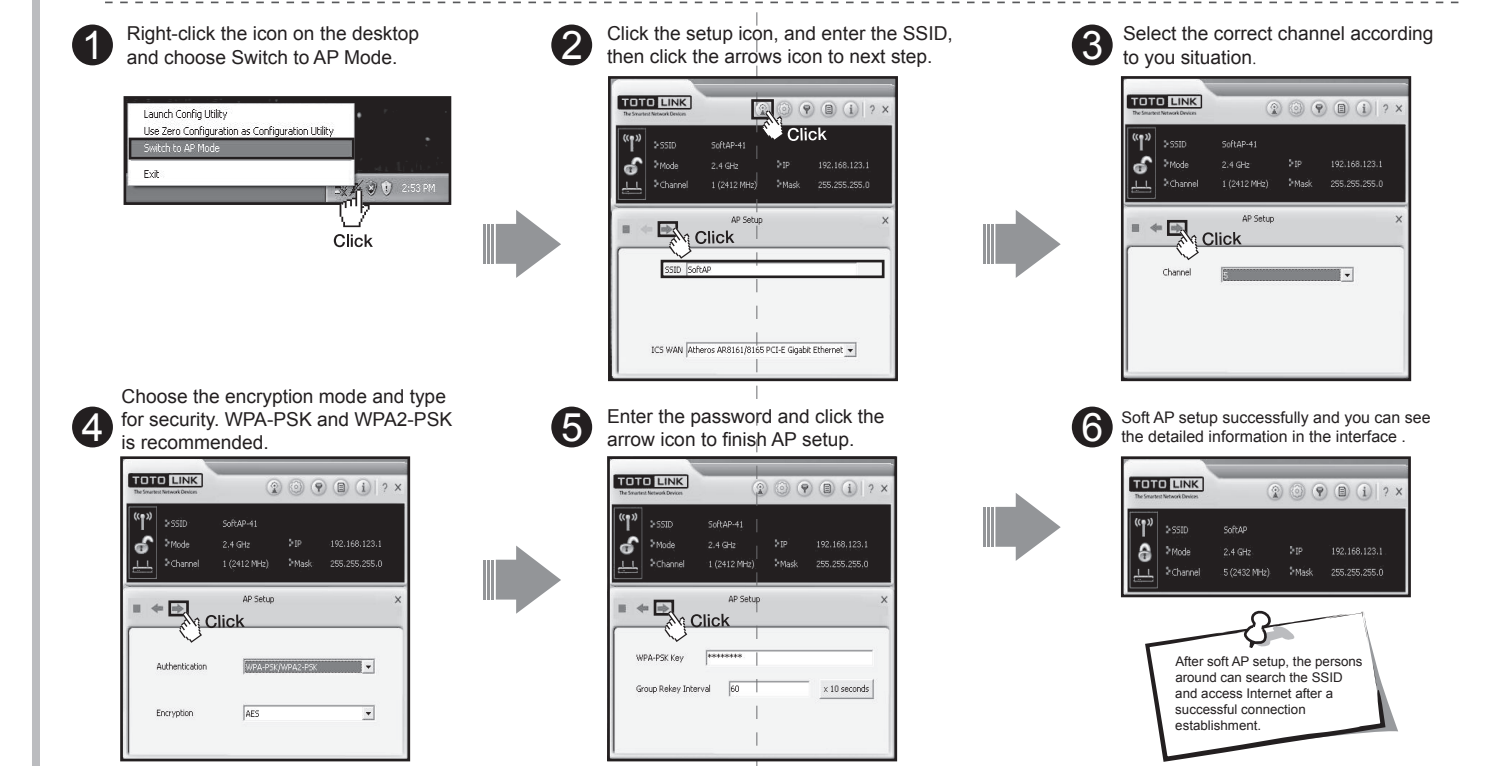 1
Right-click the icon on the desktop
and choose Switch to AP Mode.
Launch Config Utility
Use Zero Configuration as Configuration Utility
Switch to AP Mode
Exit
2:53 PM
Click
2
Click the setup icon, and enter the SSID,
then click the arrows icon to next step.
TOTO LINK
The Smartest Network Devices
? X
Click
SSID SoftAP-41
Mode 2.4 GHz IP 192.168.123.1
Channel 1 (2412 MHz) Mask 255.255.255.0
AP Setup X
Click
SSID SoftAP
ICS WAN Atheros AR8161/8165 PCI-E Gigabit Ethernet
3
Select the correct channel according
to you situation.
TOTO LINK
The Smartest Network Devices
i ? X
SSID SoftAP-41
Mode 2.4 GHz IP 192.168.123.1
Channel 1 (2412 MHz) Mask 255.255.255.0
AP Setup X
Click
Channel 5
4
Choose the encryption mode and type
for security. WPA-PSK and WPA2-PSK
is recommended.
TOTO LINK
The Smartest Network Devices
i ? X
SSID SoftAP-41
Mode 2.4 GHz IP 192.168.123.1
Channel 1 (2412 MHz) Mask 255.255.255.0
AP Setup X
Click
Authentication WPA-PSK/WPA2-PSK
Encryption AES
5
Enter the password and click the
arrow icon to finish AP setup.
TOTO LINK
The Smartest Network Devices
i ? X
SSID SoftAP-41
Mode 2.4 GHz IP 192.168.123.1
Channel 1 (2412 MHz) Mask 255.255.255.0
AP Setup X
Click
WPA-PSK Key ********
Group Rekey Interval 60 x 10 seconds
6
Soft AP setup successfully and you can see
the detailed information in the interface .
TOTO LINK
The Smartest Network Devices
i ? X
SSID SoftAP
Mode 2.4 GHz IP 192.168.123.1
Channel 5 (2432 MHz) Mask 255.255.255.0
After soft AP setup, the persons
around can search the SSID
and access Internet after a
successful connection
establishment.